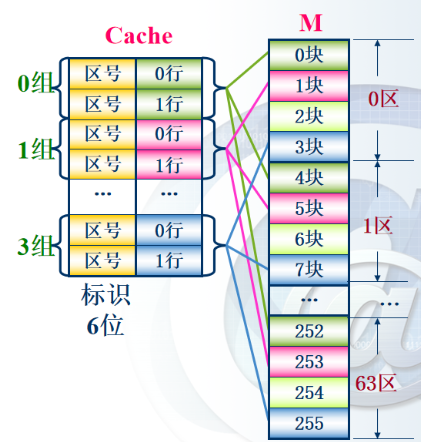 Cache
M
0组
区号 0行
区号 1行
1组
区号 0行
区号 1行
... ...
3组
区号 0行
区号 1行
标识
6位
0块
1块
2块
3块
0区
4块
5块
6块
7块
1区
... ...
252
253
254
255
63区